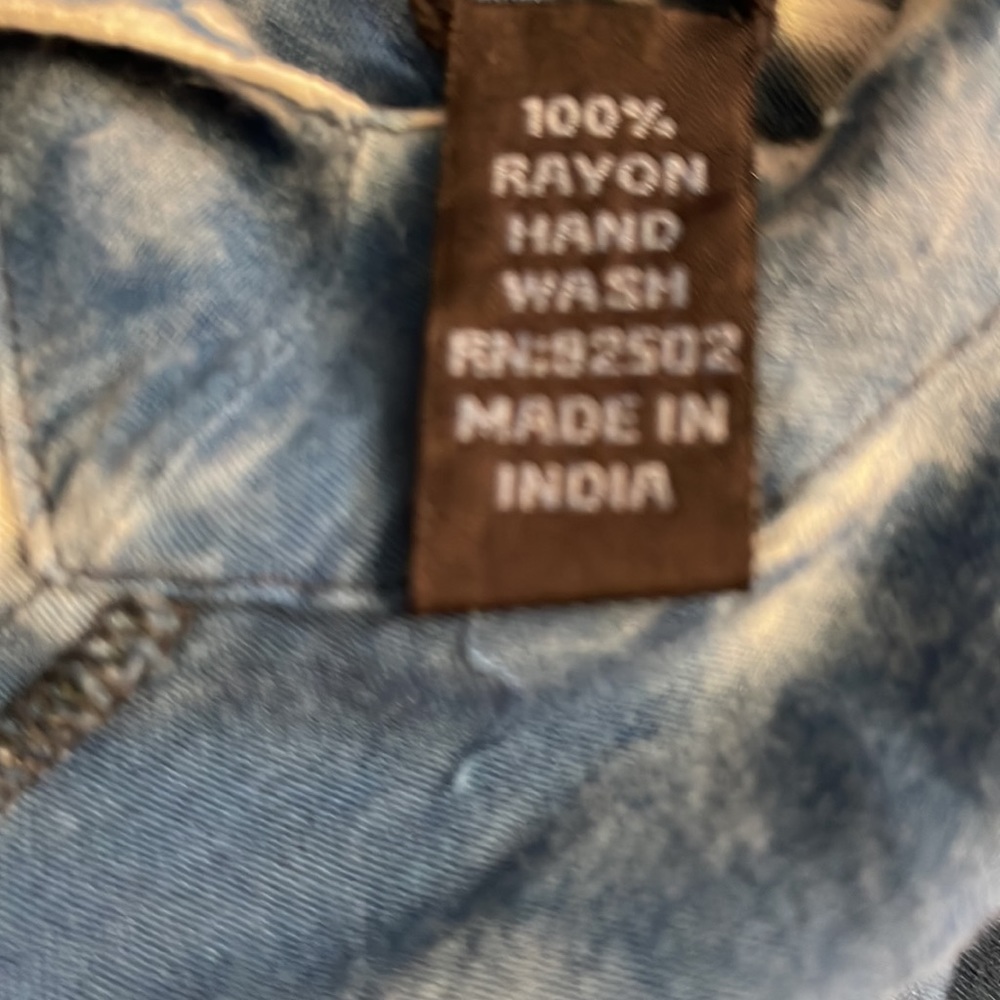 100%
RAYON
HAND
WASH
RN:92502
MADE IN
INDIA